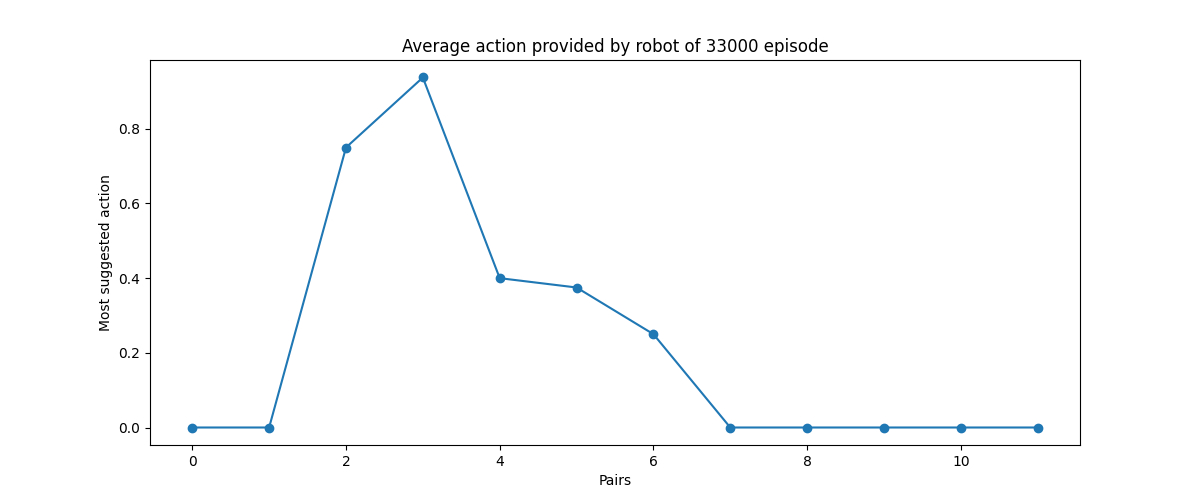 Average action provided by robot of 33000 episode
Most suggested action
0.8
0.6
0.4
0.2
0.0
0 2 4 6 8 10
Pairs